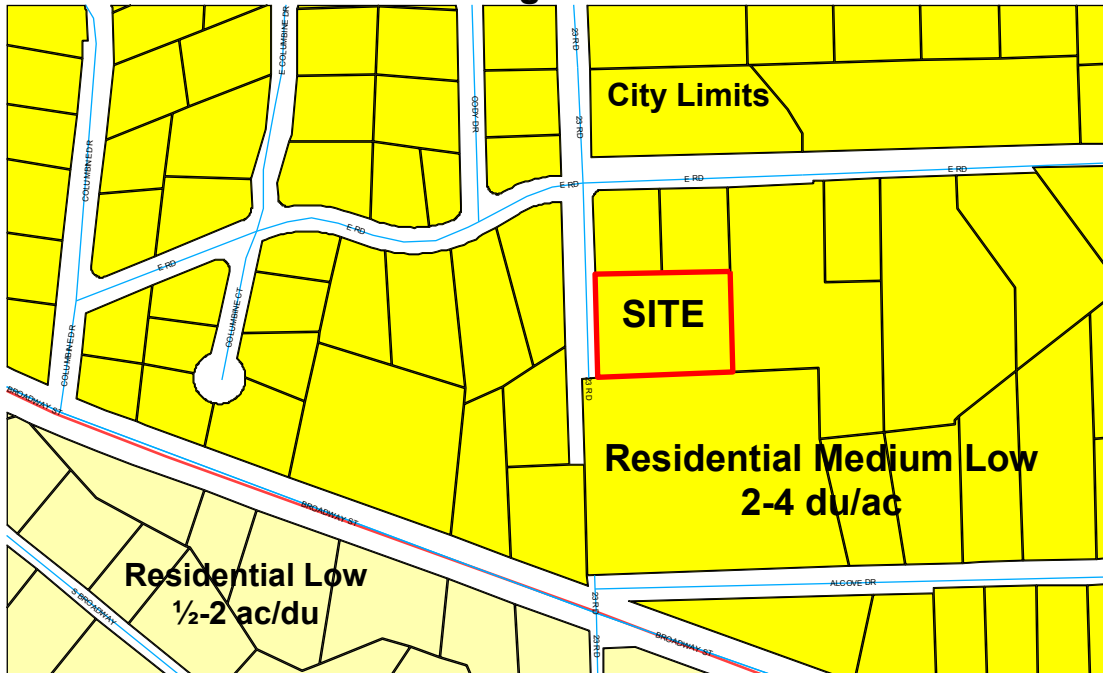 E COLUMBINE DR
23 RD
City Limits
CODY DR
23 RD
COLUMBINE DR
E RD
E RD
E RD
E RD
E RD
COLUMBINE CT
SITE
COLUMBINE DR
23 RD
BROADWAY ST
Residential Medium Low
2-4 du/ac
BROADWAY ST
Residential Low
½-2 ac/du
ALCOVE DR
S BROADWAY
23 RD
23 RD
BROADWAY ST